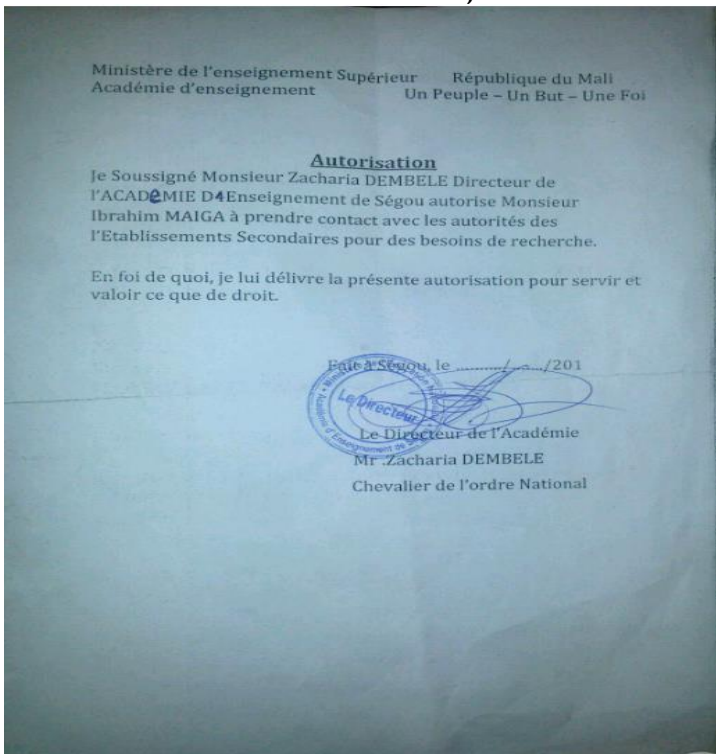 Ministère de l'enseignement Supérieur République du Mali
Académie d'enseignement Un Peuple – Un But – Une Foi
Autorisation
Je Soussigné Monsieur Zacharia DEMBELE Directeur de
l'ACADeMIE D4Enseignement de Ségou autorise Monsieur
Ibrahim MAIGA à prendre contact avec les autorités des
l'Etablissements Secondaires pour des besoins de recherche.
En foi de quoi, je lui délivre la présente autorisation pour servir et
valoir ce que de droit.
Fait à Ségou, le ........../....../201
Le Directeur
Le Directeur de l'Académie
Mr .Zacharia DEMBELE
Chevalier de l'ordre National